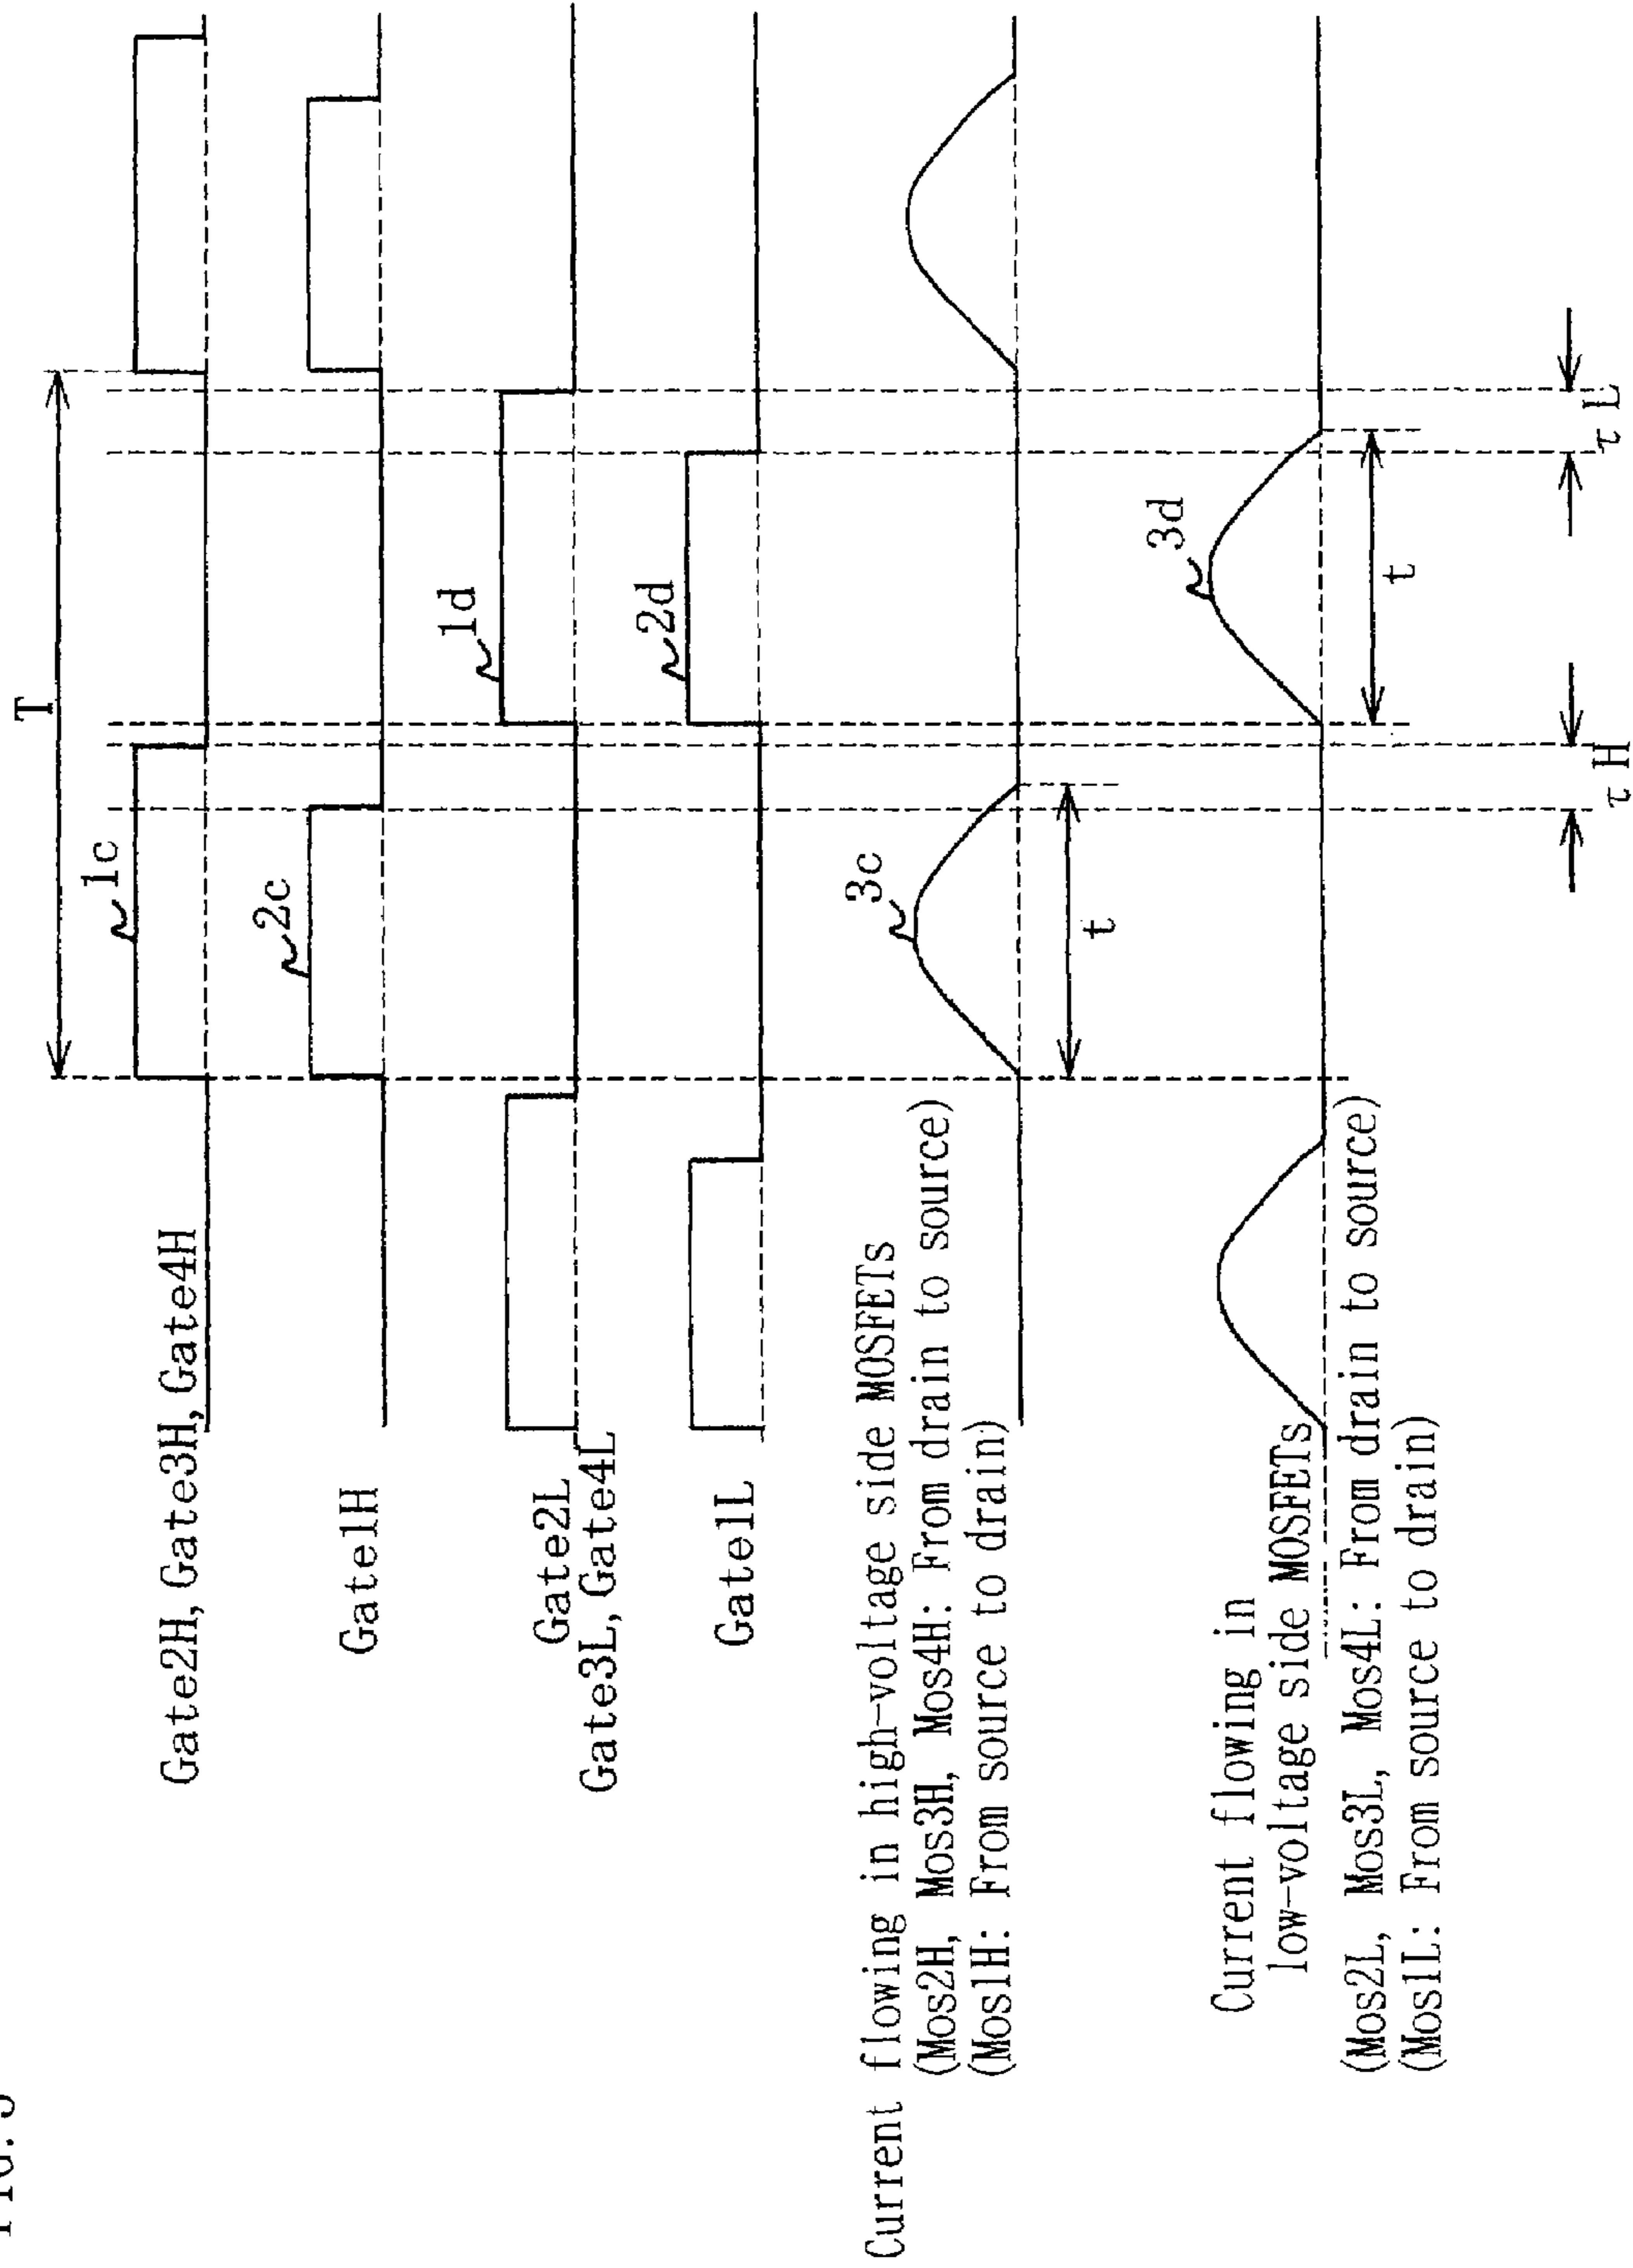 T
1c
Gate2H, Gate3H, Gate4H
2c
Gate1H
1d
Gate2L
Gate3L, Gate4L
2d
Gate1L
3c
Current flowing in high-voltage side MOSFETs
(Mos2H, Mos3H, Mos4H: From drain to source)
(Mos1H: From source to drain)
t
3d
Current flowing in
low-voltage side MOSFETs
(Mos2L, Mos3L, Mos4L: From drain to source)
(Mos1L: From source to drain)
t
τH
τL